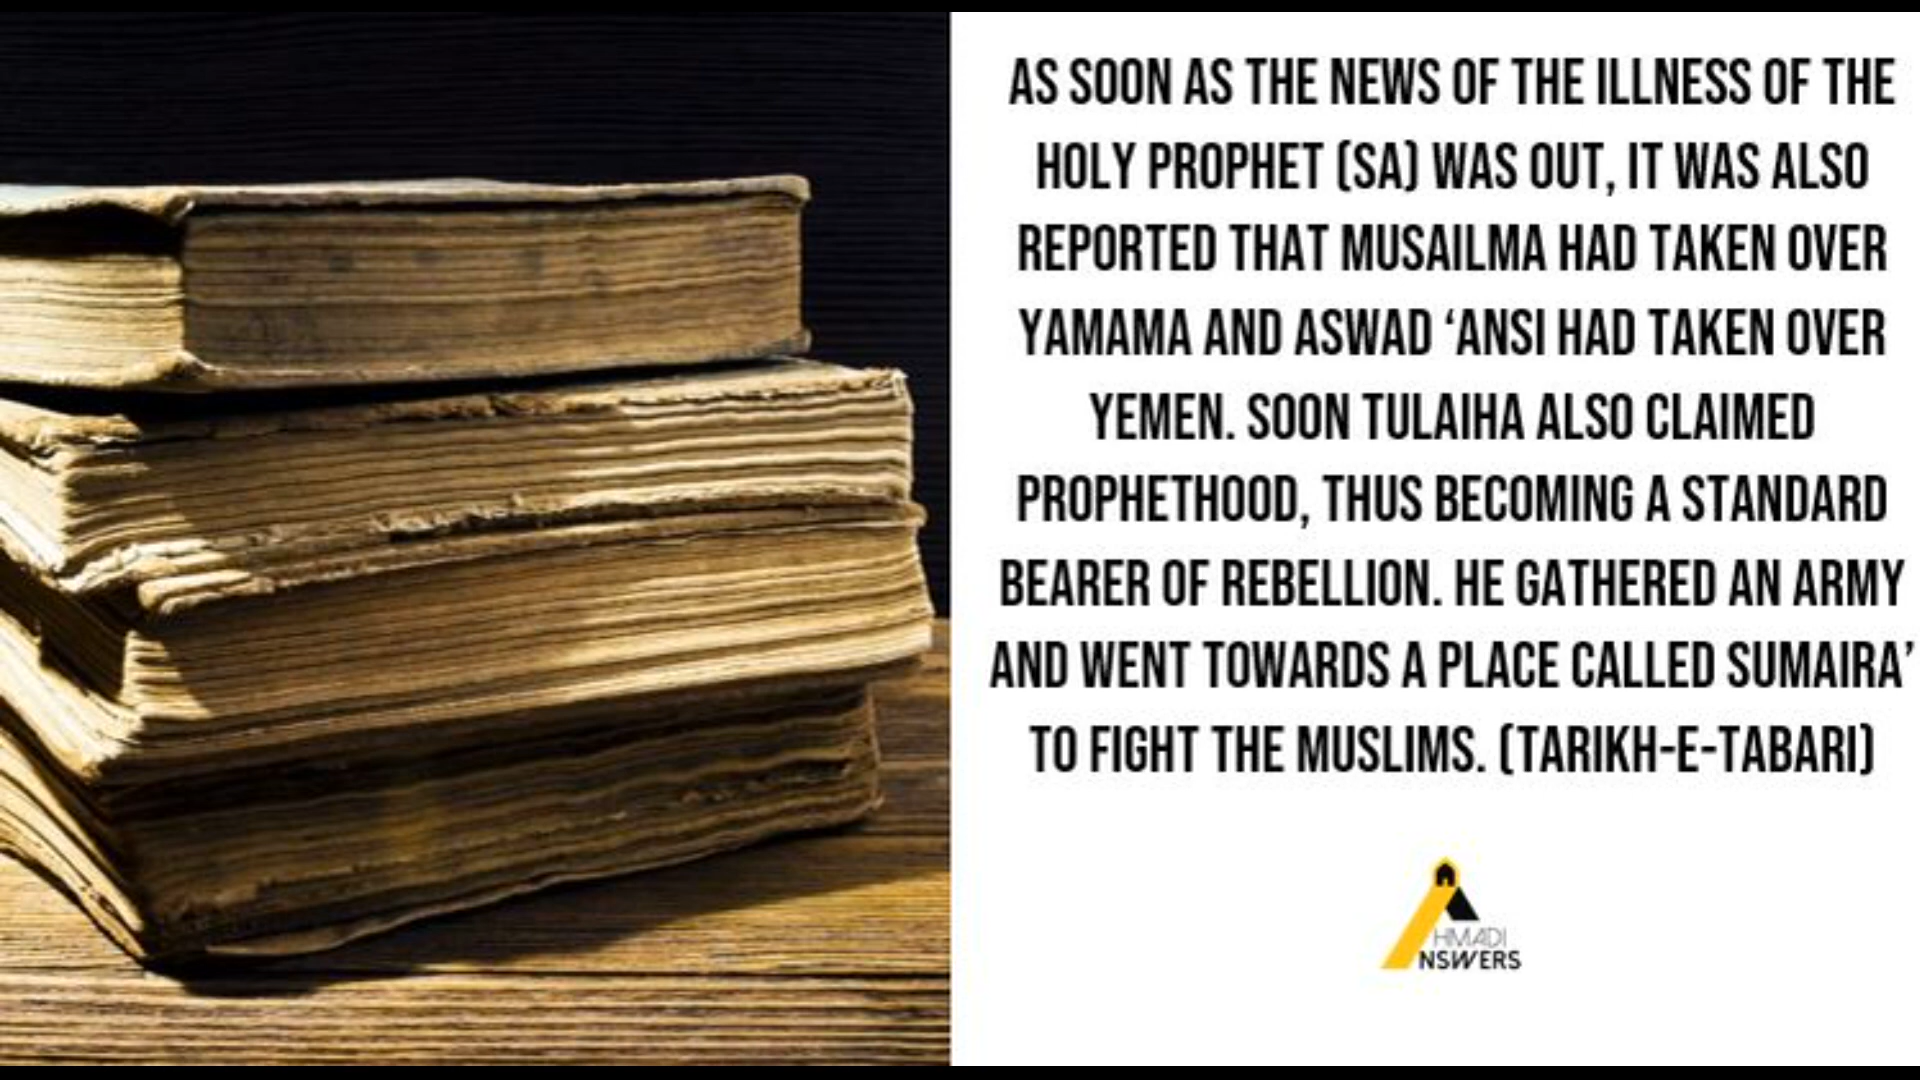 AS SOON AS THE NEWS OF THE ILLNESS OF THE
HOLY PROPHET (SA) WAS OUT, IT WAS ALSO
REPORTED THAT MUSAILMA HAD TAKEN OVER
YAMAMA AND ASWAD ‘ANSI HAD TAKEN OVER
YEMEN. SOON TULAIHA ALSO CLAIMED
PROPHETHOOD, THUS BECOMING A STANDARD
BEARER OF REBELLION. HE GATHERED AN ARMY
AND WENT TOWARDS A PLACE CALLED SUMAIRA’
TO FIGHT THE MUSLIMS. (TARIKH-E-TABARI)
HMADI
NSWERS